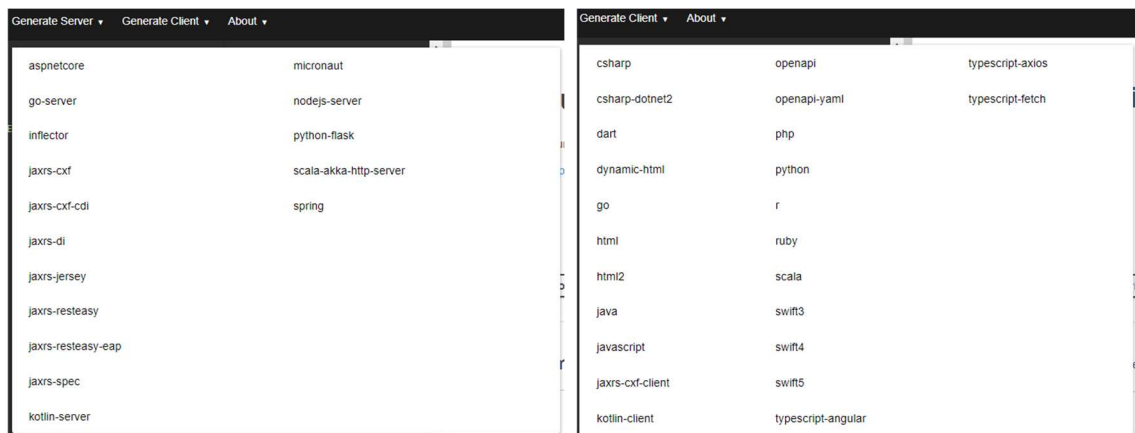 Generate Server ▾ Generate Client ▾ About ▾
aspnetcore
go-server
inflector
jaxrs-cxf
jaxrs-cxf-cdi
jaxrs-di
jaxrs-jersey
jaxrs-resteasy
jaxrs-resteasy-eap
jaxrs-spec
kotlin-server
micronaut
nodejs-server
python-flask
scala-akka-http-server
spring
Generate Client ▾ About ▾
csharp
csharp-dotnet2
dart
dynamic-html
go
html
html2
java
javascript
jaxrs-cxf-client
kotlin-client
openapi
openapi-yaml
php
python
r
ruby
scala
swift3
swift4
swift5
typescript-angular
typescript-axios
typescript-fetch